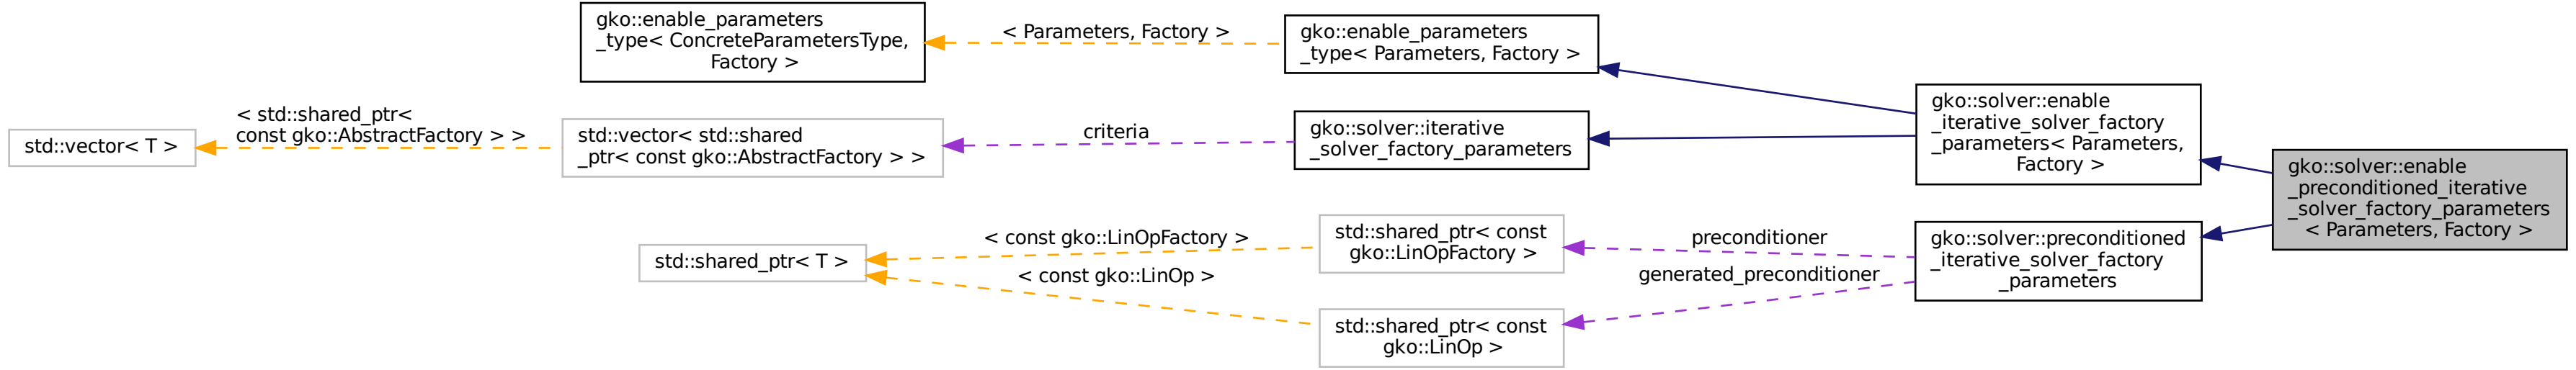 gko::enable_parameters
_type< ConcreteParametersType,
Factory >
< Parameters, Factory >
gko::enable_parameters
_type< Parameters, Factory >
std::vector< T >
< std::shared_ptr<
const gko::AbstractFactory > >
std::vector< std::shared
_ptr< const gko::AbstractFactory > >
criteria
gko::solver::iterative
_solver_factory_parameters
gko::solver::enable
_iterative_solver_factory
_parameters< Parameters,
Factory >
gko::solver::enable
_preconditioned_iterative
_solver_factory_parameters
< Parameters, Factory >
std::shared_ptr< T >
< const gko::LinOpFactory >
< const gko::LinOp >
std::shared_ptr< const
gko::LinOpFactory >
preconditioner
generated_preconditioner
gko::solver::preconditioned
_iterative_solver_factory
_parameters
std::shared_ptr< const
gko::LinOp >